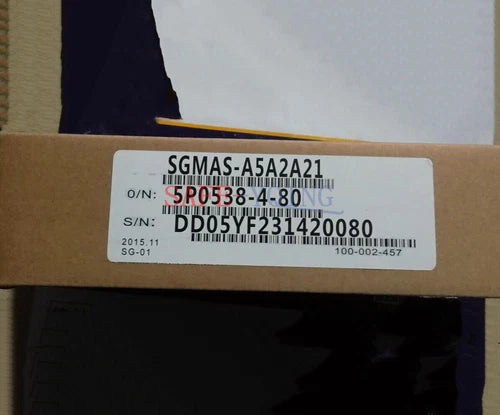 SGMAS-A5A2A21
O/N: 5P0538-4-80
S/N: DD05YF231420080
2015.11
SG-01
100-002-457